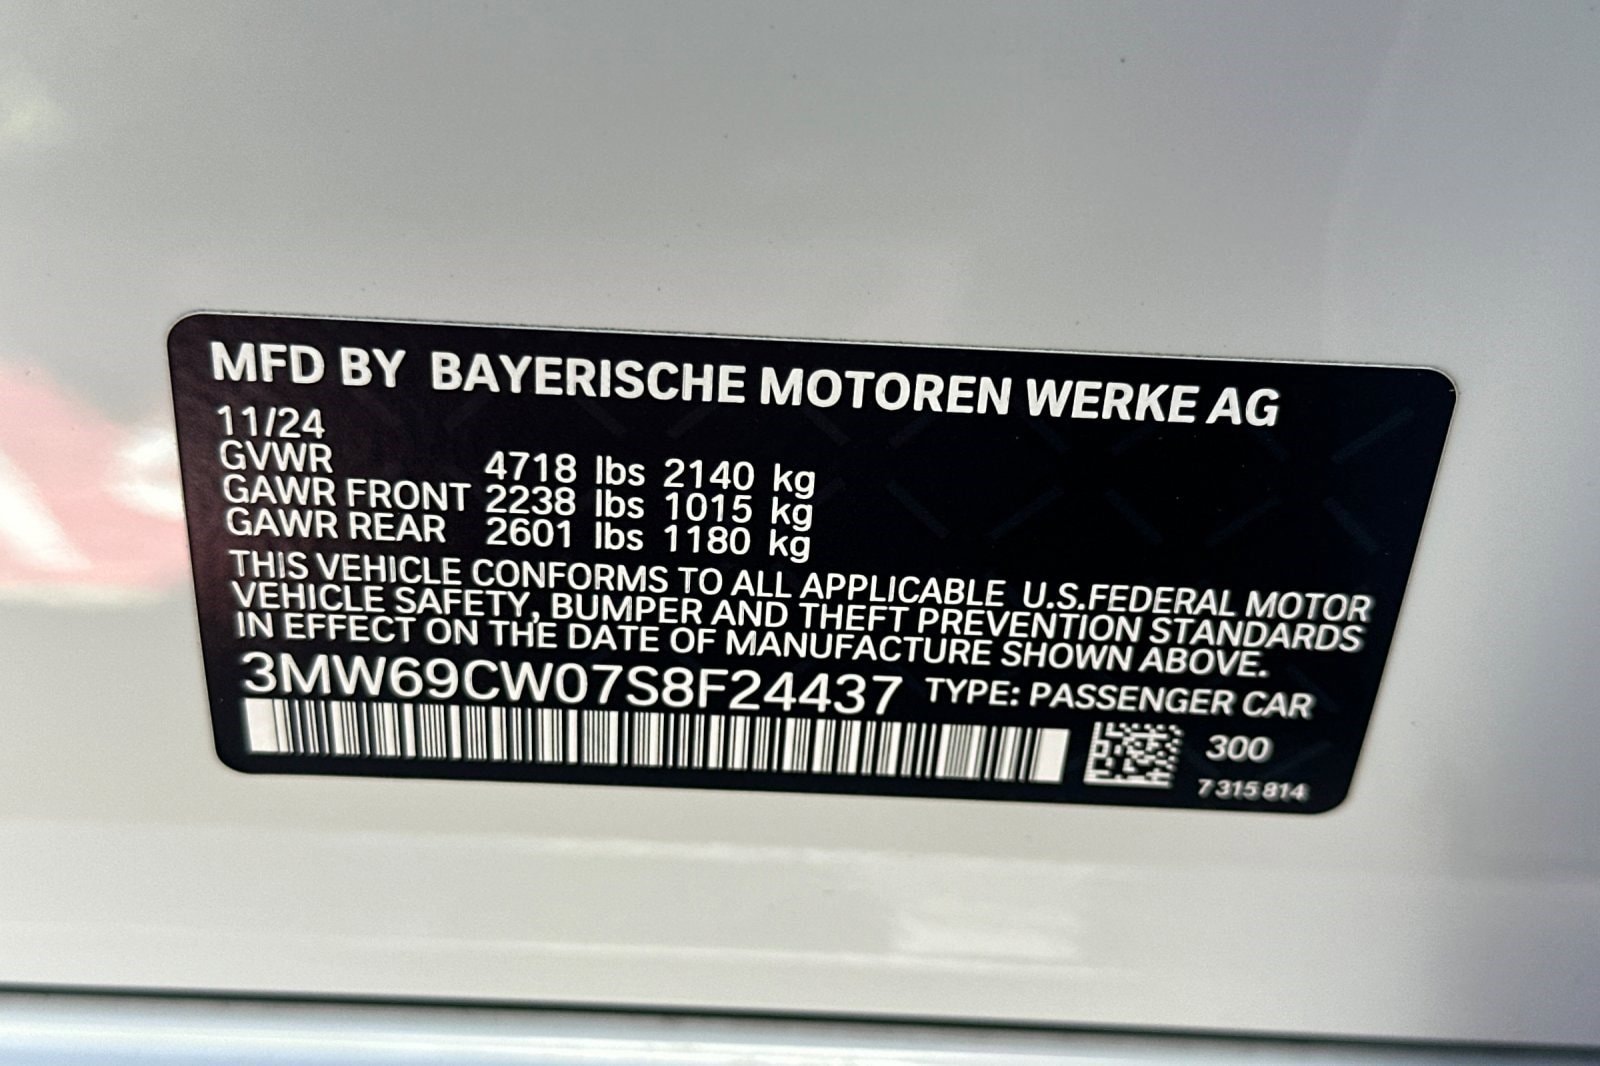 MFD BY BAYERISCHE MOTOREN WERKE AG
11/24
GVWR 4718 lbs 2140 kg
GAWR FRONT 2238 lbs 1015 kg
GAWR REAR 2601 lbs 1180 kg
THIS VEHICLE CONFORMS TO ALL APPLICABLE U.S.FEDERAL MOTOR
VEHICLE SAFETY, BUMPER AND THEFT PREVENTION STANDARDS
IN EFFECT ON THE DATE OF MANUFACTURE SHOWN ABOVE.
3MW69CW07S8F24437 TYPE: PASSENGER CAR
300
7 315 814